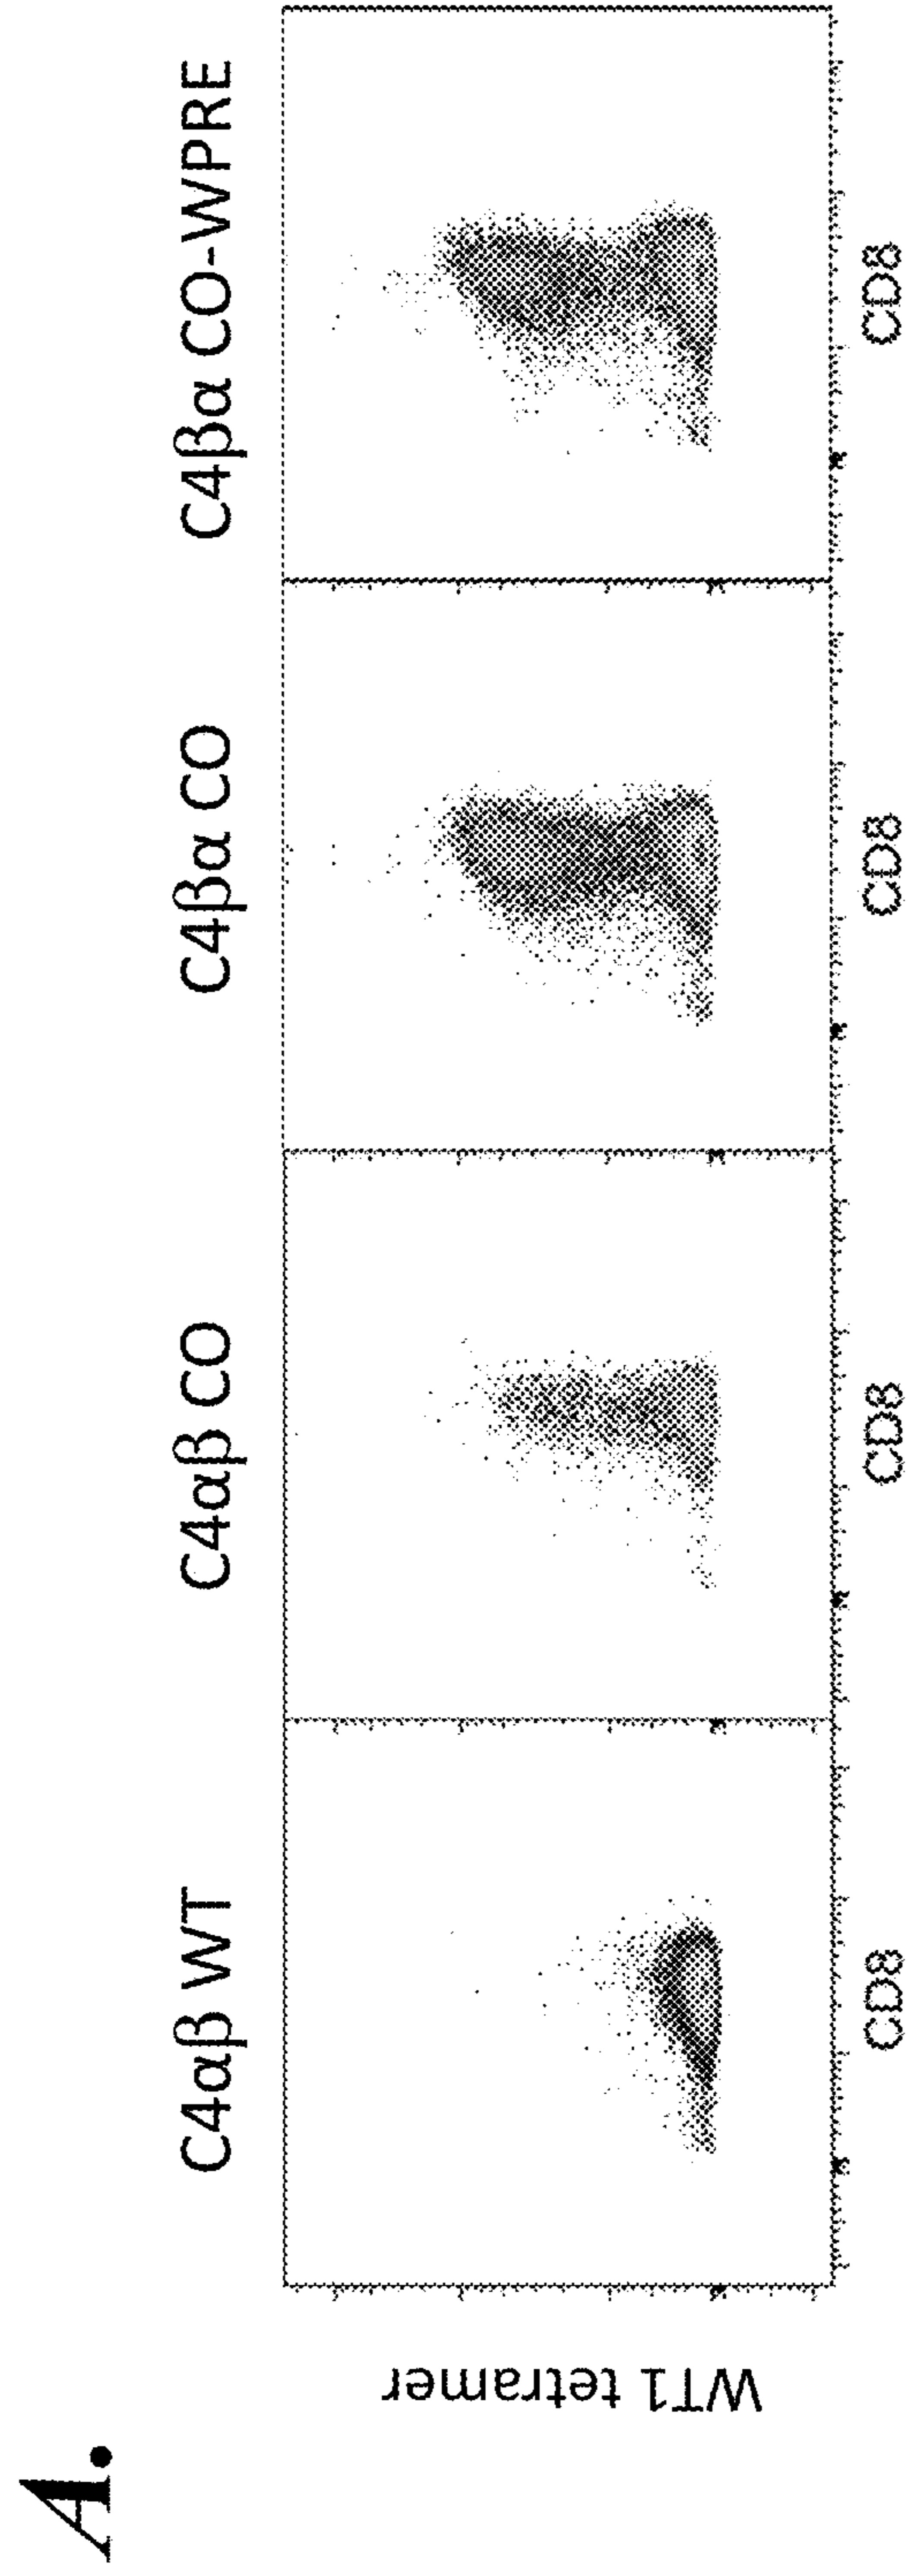 A.
C4αβ WT
C4αβ CO
C4βα CO
C4βα CO-WPRE
WT1 tetramer
CD8
CD8
CD8
CD8